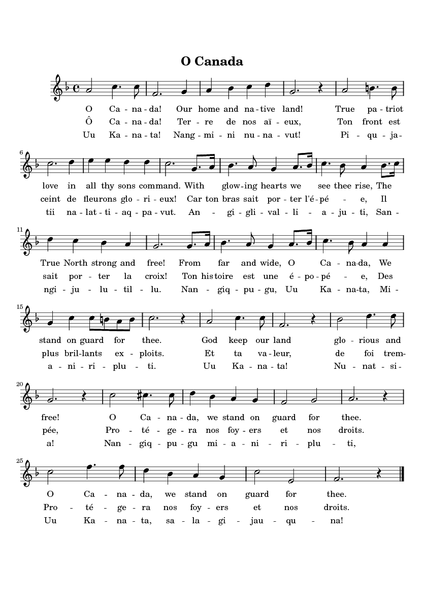 O Canada
O Ca - na - da! Our home and na - tive land! True pa - triot
Ô Ca - na - da! Ter - re de nos aï - eux, Ton front est
Uu Ka - na - ta! Nang - mi - ni nu - na - vut! Pi - qu - ja -
6
love in all thy sons command. With glow - ing hearts we see thee rise, The
ceint de fleurons glo - ri - eux! Car ton bras sait por - ter l'é - pé - e, Il
tii na - lat - ti - aq - pa - vut. An - gi - gli - val - li - a - ju - ti, San -
11
True North strong and free! From far and wide, O Ca - na - da, We
sait por - ter la croix! Ton his - toire est une é - po - pé - e, Des
ngi - ju - lu - til - lu. Nan - giq - pu - gu, Uu Ka - na - ta, Mi -
15
stand on guard for thee. God keep our land glo - rious and
plus bril - lants ex - ploits. Et ta va - leur, de foi trem -
a - ni - ri - plu - ti. Uu Ka - na - ta! Nu - nat - si -
20
free! O Ca - na - da, we stand on guard for thee.
pée, Pro - té - ge - ra nos foy - ers et nos droits.
a! Nan - giq - pu - gu mi - a - ni - ri - plu - ti,
25
O Ca - na - da, we stand on guard for thee.
Pro - té - ge - ra nos foy - ers et nos droits.
Uu Ka - na - ta, sa - la - gi - jau - qu - na!